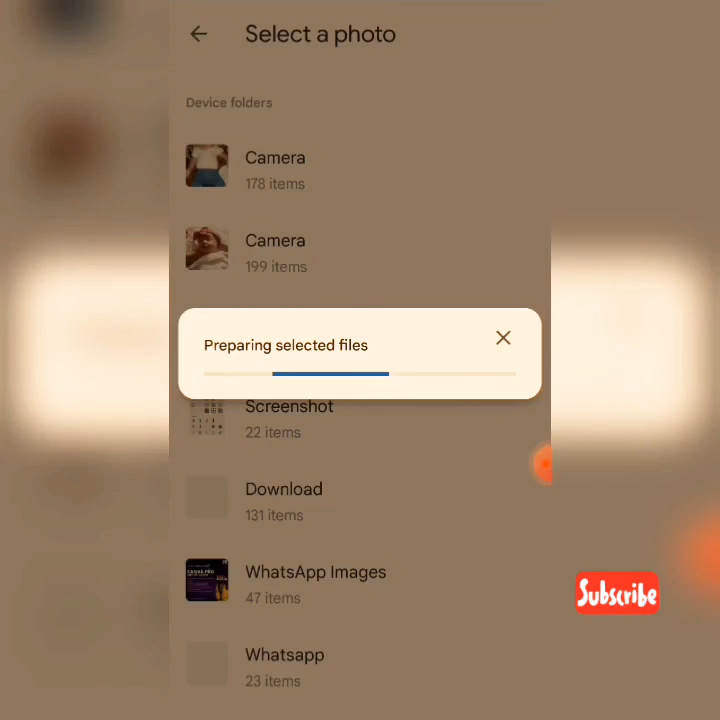 Select a photo
Device folders
Camera
178 items
Camera
199 items
Preparing selected files
Screenshot
22 items
Download
131 items
WhatsApp Images
47 items
Whatsapp
23 items
Subscribe